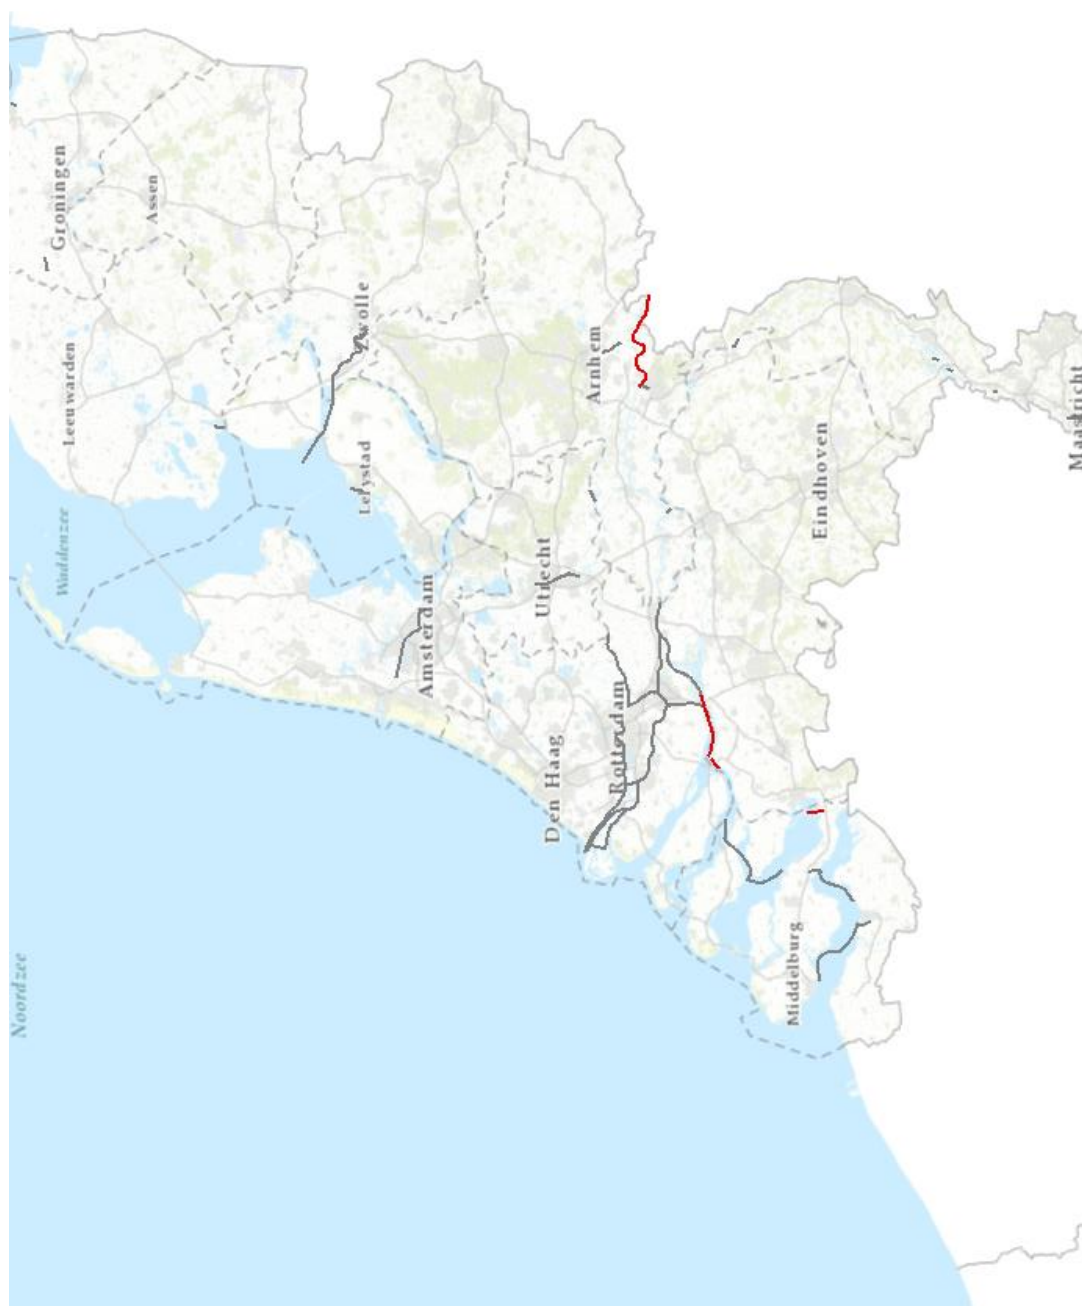 Groningen
Assen
Leeuwarden
Waddenzee
Zwolle
Lelystad
Arnhem
Amsterdam
Utrecht
Eindhoven
Maastricht
Den Haag
Rotterdam
Middelburg
Noordzee